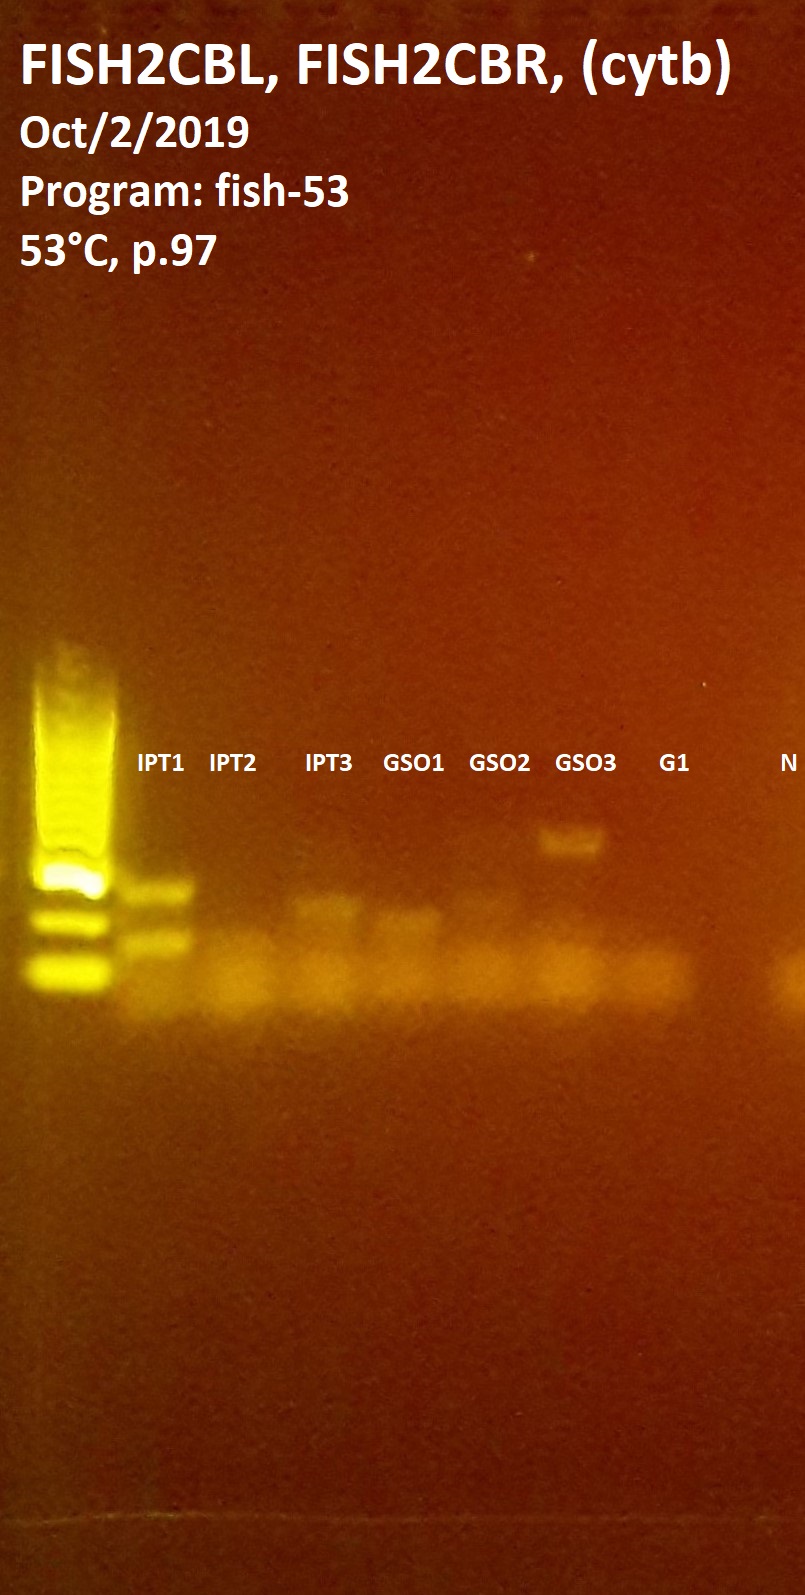 FISH2CBL, FISH2CBR, (cytb)
Oct/2/2019
Program: fish-53
53°C, p.97
IPT1 IPT2 IPT3 GSO1 GSO2 GSO3 G1 N